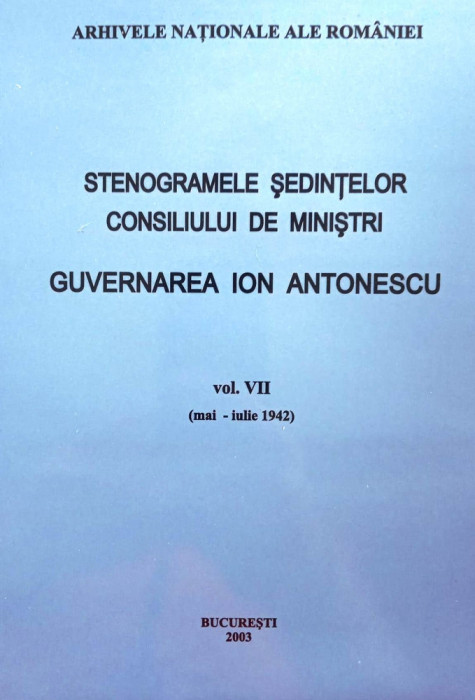 ARHIVELE NAȚIONALE ALE ROMÂNIEI
STENOGRAMELE ȘEDINȚELOR
CONSILIULUI DE MINIȘTRI
GUVERNAREA ION ANTONESCU
vol. VII
(mai - iulie 1942)
BUCUREȘTI
2003